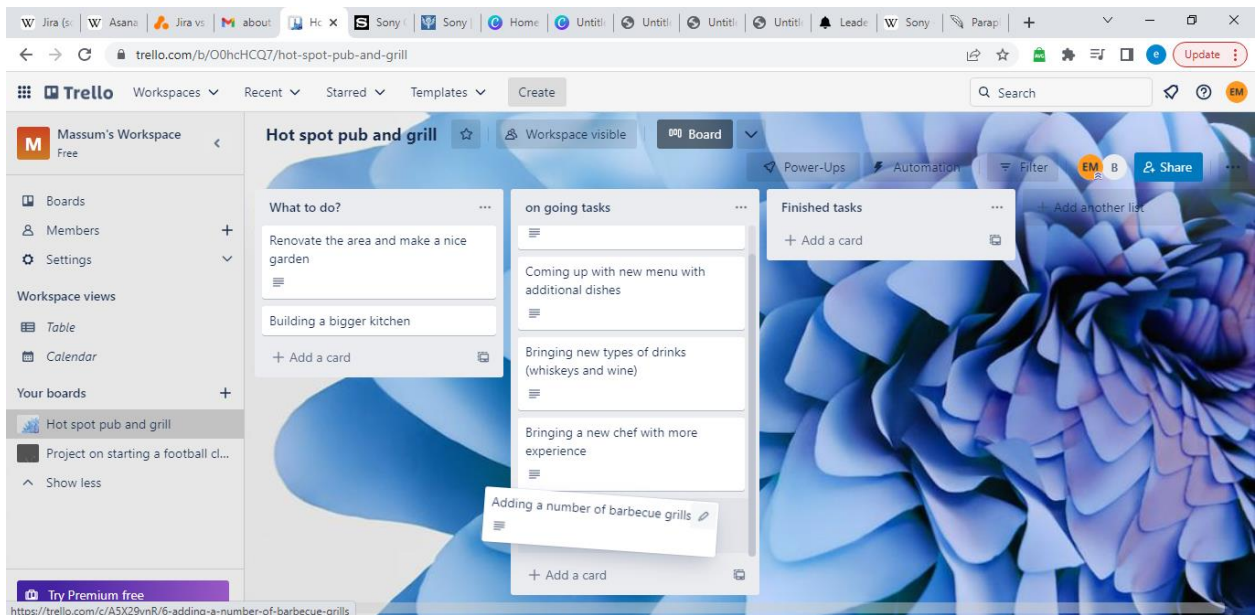 Jira (s
Asana
Jira vs
about
Ho
Sony
Sony
Home
Untitl
Untitl
Untitl
Untitl
Leade
Sony
Parap
trello.com/b/O0hcHCQ7/hot-spot-pub-and-grill
Update
Trello Workspaces Recent Starred Templates Create
Search
EM
M
Massum's Workspace
Free
Hot spot pub and grill
Workspace visible
Board
Power-Ups
Automation
Filter
EM
B
Share
Boards
Members
Settings
Workspace views
Table
Calendar
Your boards
Hot spot pub and grill
Project on starting a football cl...
Show less
Try Premium free
https://trello.com/c/A5X29vnR/6-adding-a-number-of-barbecue-grills
What to do?
Renovate the area and make a nice
garden
Building a bigger kitchen
+ Add a card
on going tasks
Coming up with new menu with
additional dishes
Bringing new types of drinks
(whiskeys and wine)
Bringing a new chef with more
experience
Adding a number of barbecue grills
+ Add a card
Finished tasks
+ Add a card
+ Add another list